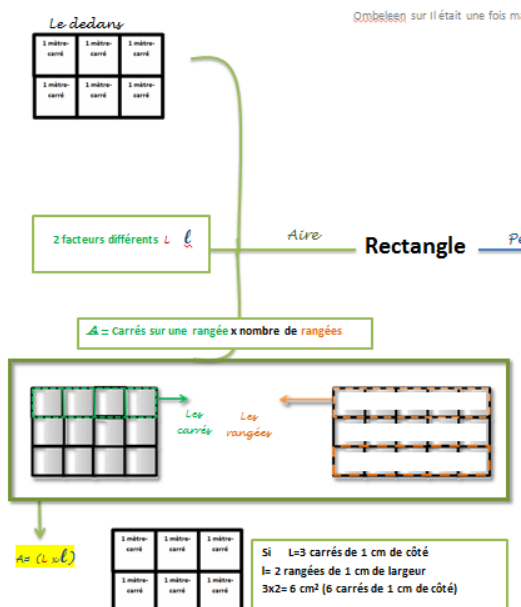 Ombeleen sur Il était une fois
Le dedans
1 mètre-carré 1 mètre-carré 1 mètre-carré
1 mètre-carré 1 mètre-carré 1 mètre-carré
2 facteurs différents L l
Aire
Rectangle
A = Carrés sur une rangée x nombre de rangées
Les carrés
Les rangées
A= (L x l)
1 mètre-carré 1 mètre-carré 1 mètre-carré
1 mètre-carré 1 mètre-carré 1 mètre-carré
Si L=3 carrés de 1 cm de côté
l= 2 rangées de 1 cm de largeur
3x2= 6 cm² (6 carrés de 1 cm de côté)